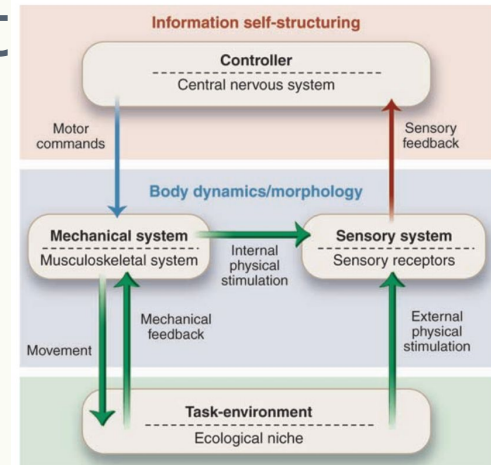 Information self-structuring
Controller
Central nervous system
Motor
commands
Sensory
feedback
Body dynamics/morphology
Mechanical system
Musculoskeletal system
Internal
physical
stimulation
Sensory system
Sensory receptors
Movement
Mechanical
feedback
External
physical
stimulation
Task-environment
Ecological niche